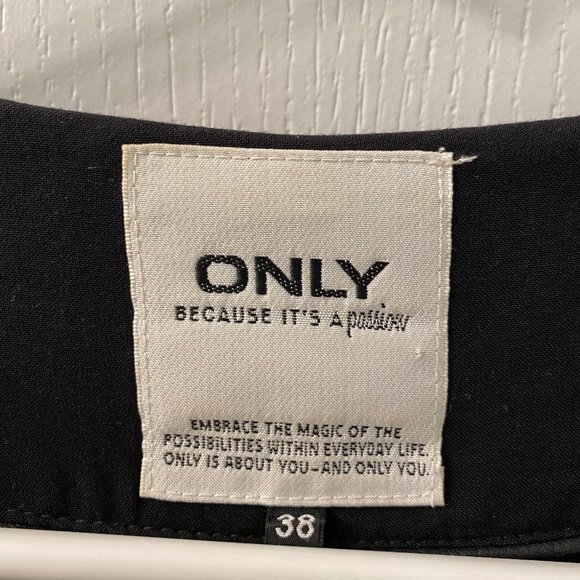 ONLY
BECAUSE IT'S A passion
EMBRACE THE MAGIC OF THE
POSSIBILITIES WITHIN EVERYDAY LIFE.
ONLY IS ABOUT YOU–AND ONLY YOU.
38